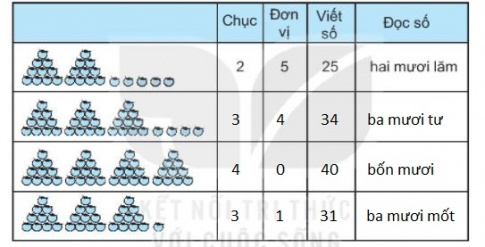 Chục Đơn vị Viết số Đọc số
2 5 25 hai mươi lăm
3 4 34 ba mươi tư
4 0 40 bốn mươi
3 1 31 ba mươi mốt
KẾT NỐI TRI THỨC
VỚI CUỘC SỐNG